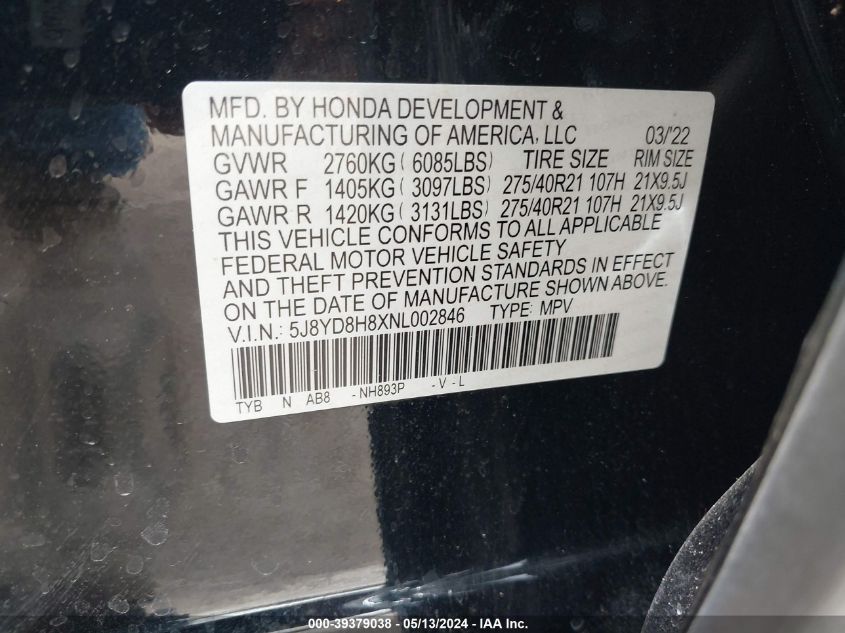 MFD. BY HONDA DEVELOPMENT &
MANUFACTURING OF AMERICA, LLC 03/'22
GVWR 2760KG ( 6085LBS) TIRE SIZE RIM SIZE
GAWR F 1405KG ( 3097LBS) 275/40R21 107H 21X9.5J
GAWR R 1420KG ( 3131LBS) 275/40R21 107H 21X9.5J
THIS VEHICLE CONFORMS TO ALL APPLICABLE
FEDERAL MOTOR VEHICLE SAFETY
AND THEFT PREVENTION STANDARDS IN EFFECT
ON THE DATE OF MANUFACTURE SHOWN ABOVE.
V.I.N.: 5J8YD8H8XNL002846 TYPE: MPV
TYB N AB8 - NH893P - V - L
000-39379038 - 05/13/2024 - IAA Inc.